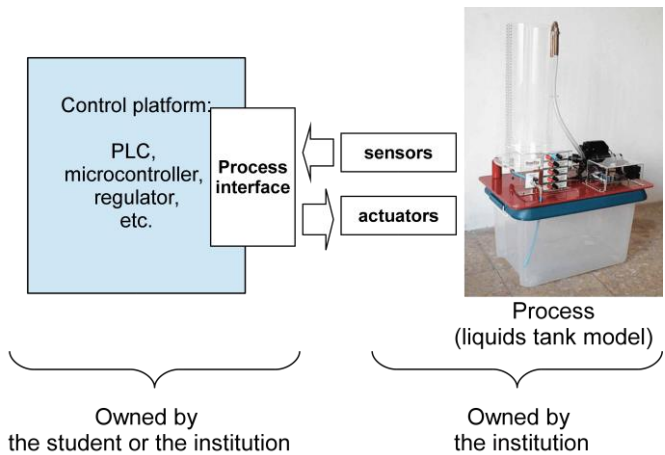 Control platform:
PLC,
microcontroller,
regulator,
etc.
Process
interface
sensors
actuators
Process
(liquids tank model)
Owned by
the student or the institution
Owned by
the institution